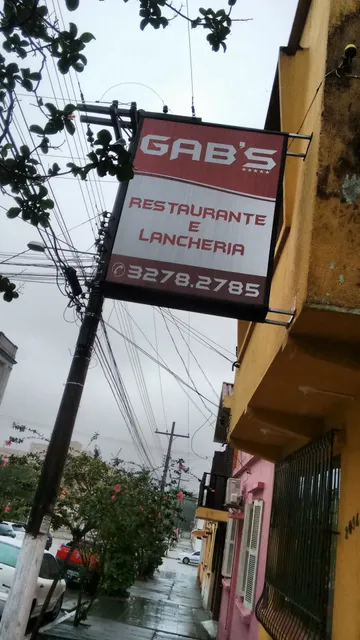 GAB'S
RESTAURANTE
E
LANCHERIA
3278.2785